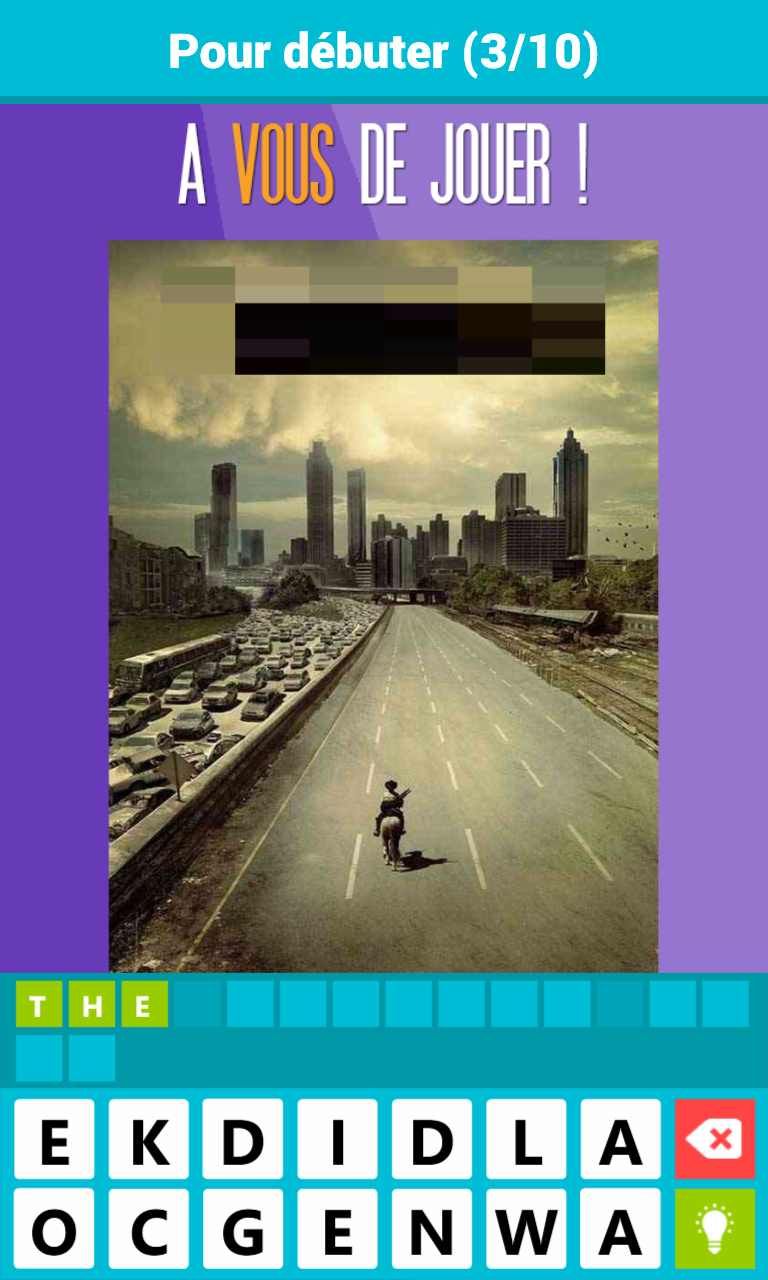 Pour débuter (3/10)
A VOUS DE JOUER !
T H E
E K D I D L A
O C G E N W A